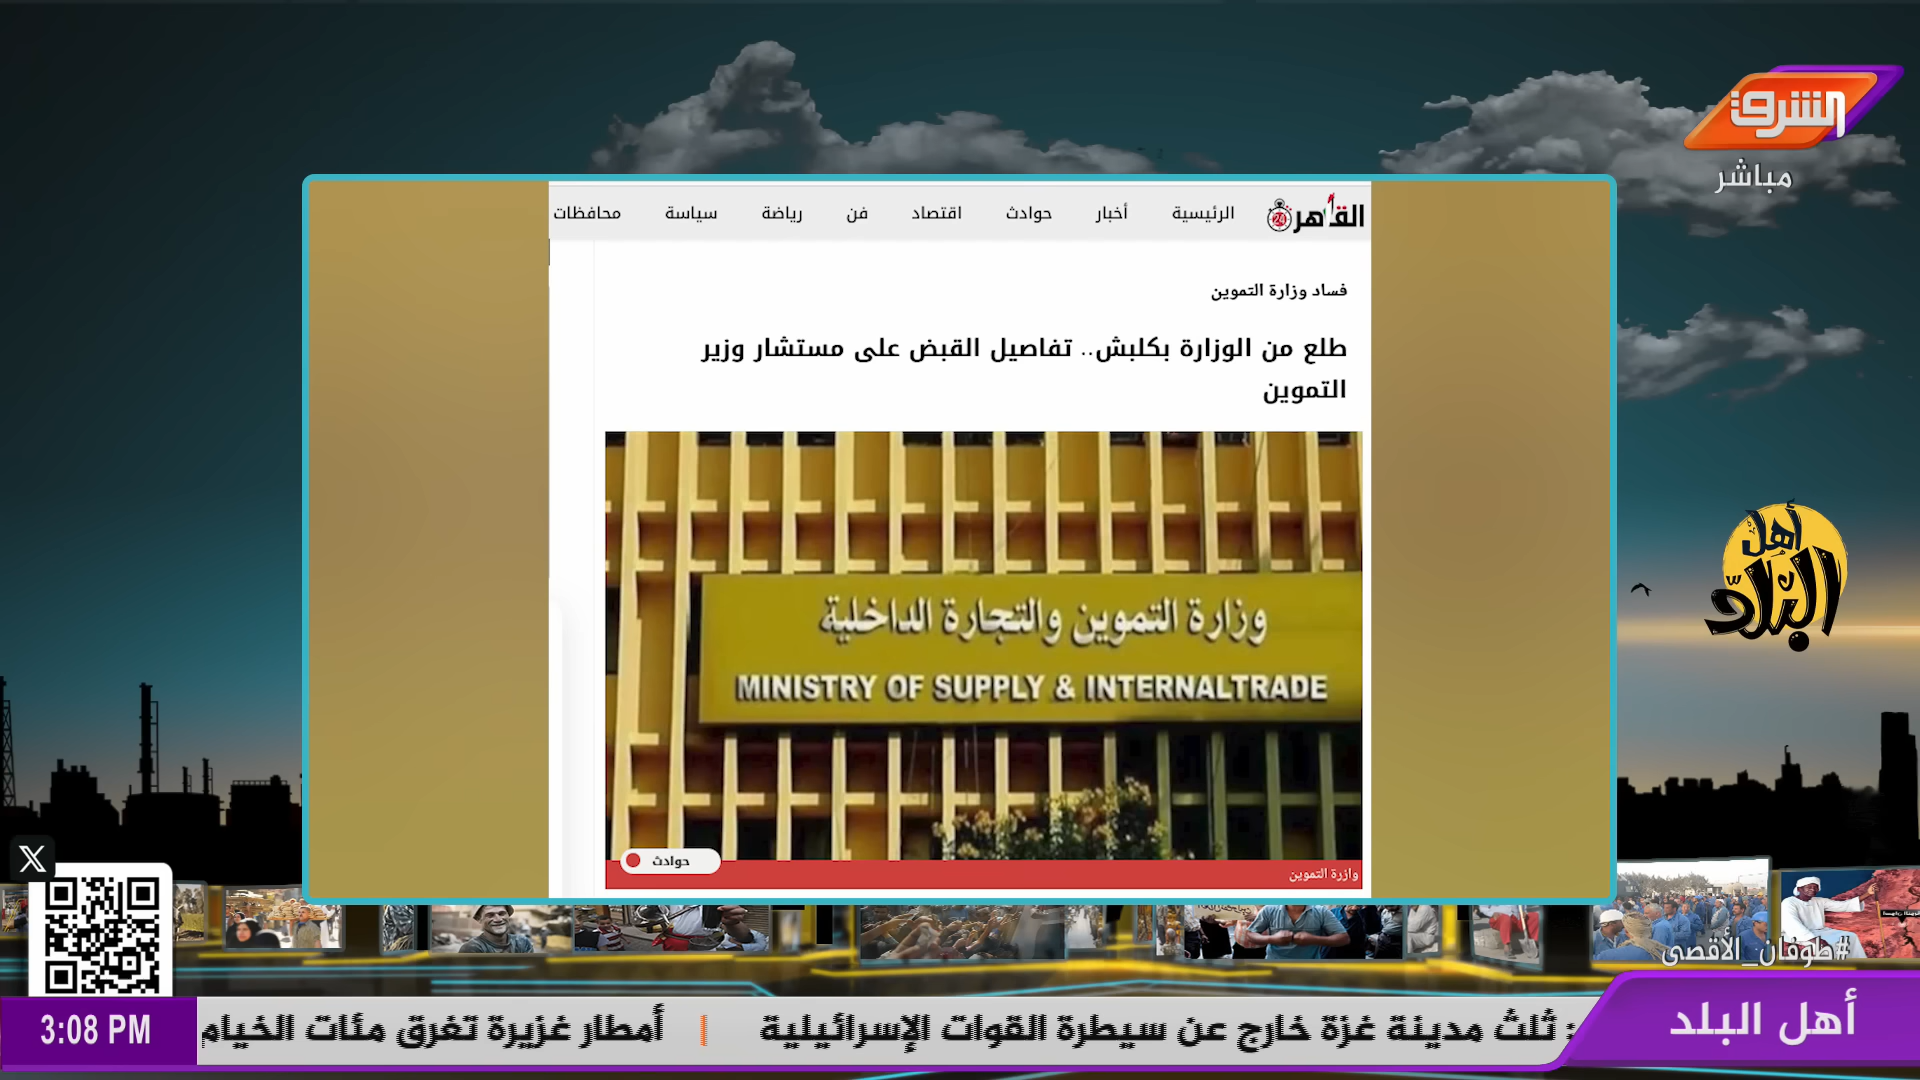 الشرق
مباشر
القاهرة 24
الرئيسية
أخبار
حوادث
اقتصاد
فن
رياضة
سياسة
محافظات
فساد وزارة التموين
طلع من الوزارة بكلبش.. تفاصيل القبض على مستشار وزير
التموين
وزارة التموين والتجارة الداخلية
MINISTRY OF SUPPLY & INTERNALTRADE
حوادث
وازرة التموين
أهل
البلد
#طوفان_الأقصى
أهل البلد
: ثلث مدينة غزة خارج عن سيطرة القوات الإسرائيلية | أمطار غزيرة تغرق مئات الخيام
3:08 PM